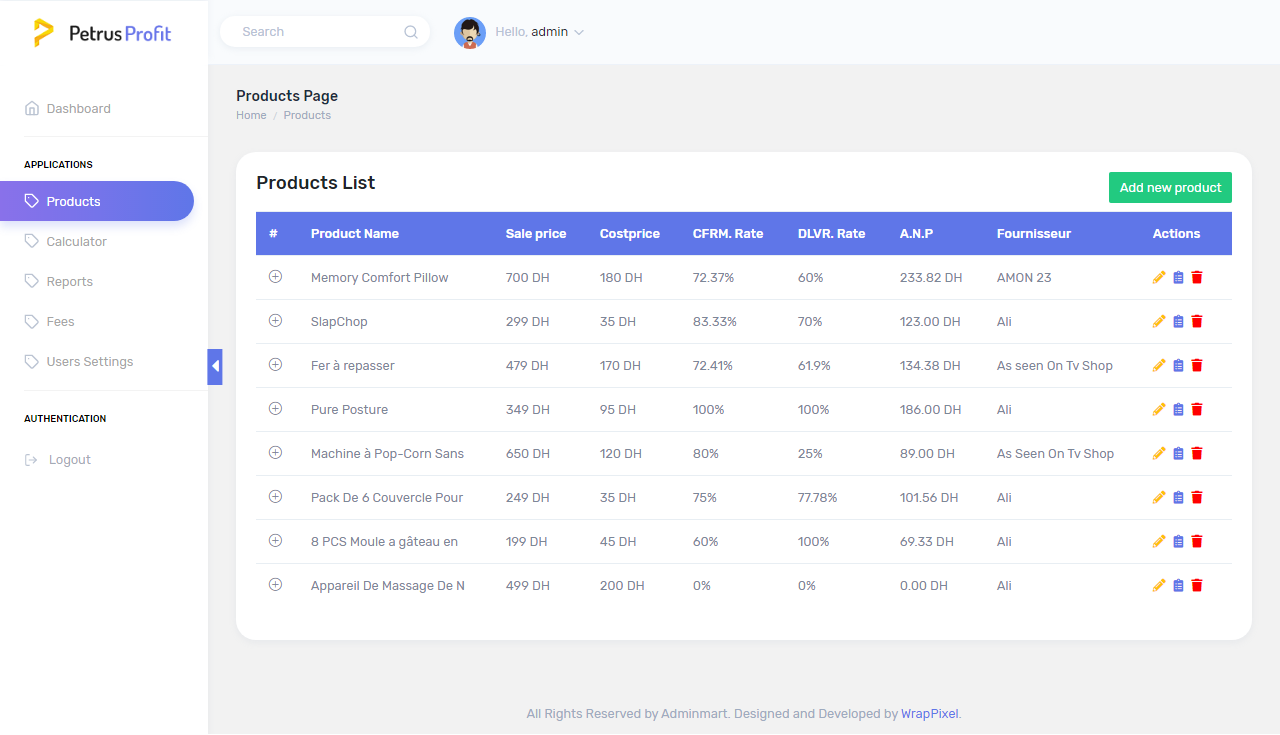 Petrus Profit
Search
Hello, admin
Dashboard
APPLICATIONS
Products
Calculator
Reports
Fees
Users Settings
AUTHENTICATION
Logout
Products Page
Home / Products
Products List
Add new product
# Product Name Sale price Costprice CFRM. Rate DLVR. Rate A.N.P Fournisseur Actions
Memory Comfort Pillow 700 DH 180 DH 72.37% 60% 233.82 DH AMON 23
SlapChop 299 DH 35 DH 83.33% 70% 123.00 DH Ali
Fer à repasser 479 DH 170 DH 72.41% 61.9% 134.38 DH As seen On Tv Shop
Pure Posture 349 DH 95 DH 100% 100% 186.00 DH Ali
Machine à Pop-Corn Sans 650 DH 120 DH 80% 25% 89.00 DH As Seen On Tv Shop
Pack De 6 Couvercle Pour 249 DH 35 DH 75% 77.78% 101.56 DH Ali
8 PCS Moule a gâteau en 199 DH 45 DH 60% 100% 69.33 DH Ali
Appareil De Massage De N 499 DH 200 DH 0% 0% 0.00 DH Ali
All Rights Reserved by Adminmart. Designed and Developed by WrapPixel.